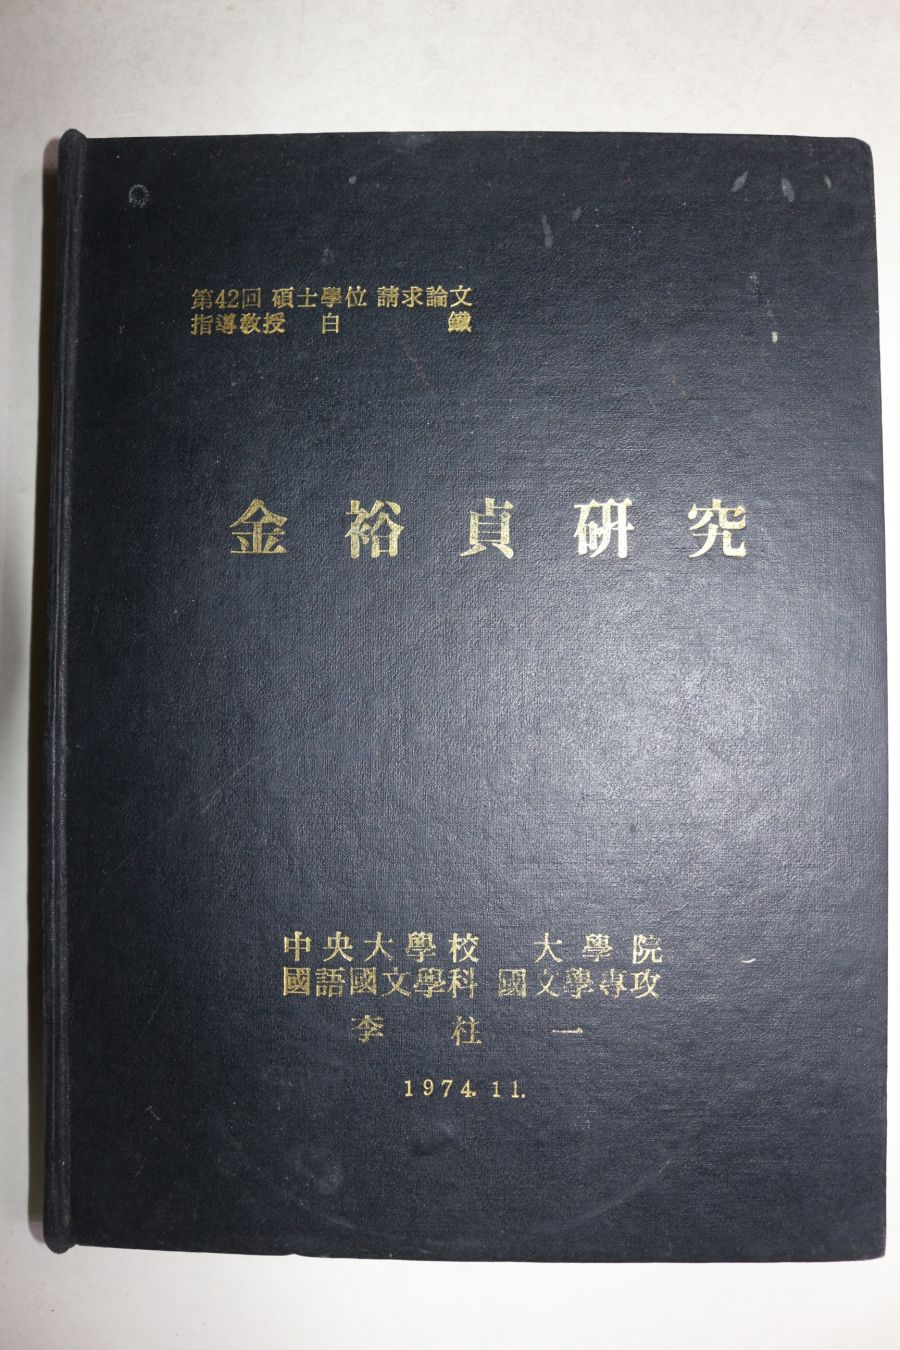 第42回 碩士學位 請求論文
指導敎授 白 鐵
金裕貞硏究
中央大學校 大學院
國語國文學科 國文學專攻
李柱一
1974. 11.